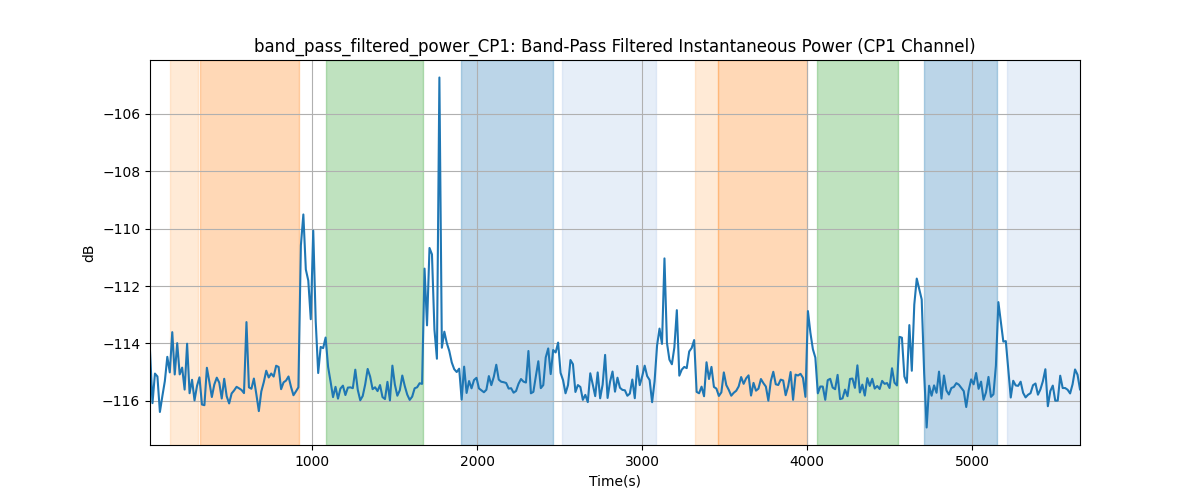 band_pass_filtered_power_CP1: Band-Pass Filtered Instantaneous Power (CP1 Channel)
−106
−108
−110
−112
−114
−116
dB
1000 2000 3000 4000 5000
Time(s)